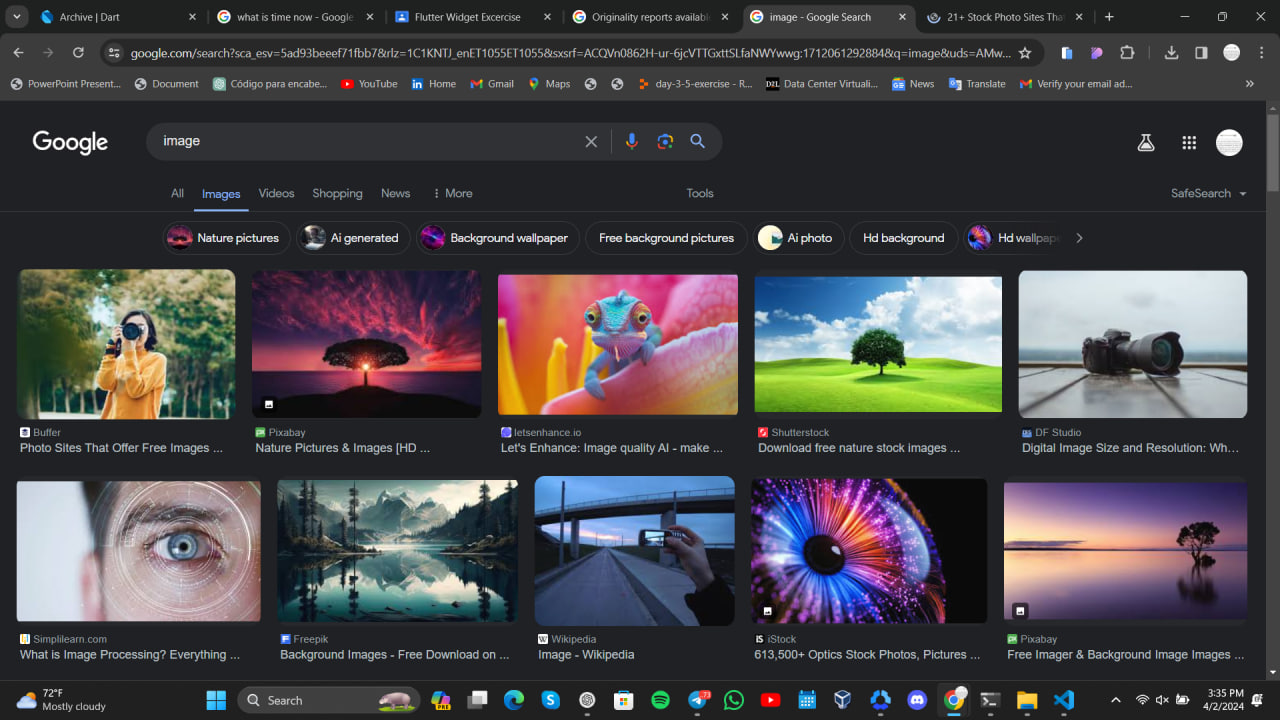 Archive | Dart
what is time now - Google
Flutter Widget Excercise
Originality reports availabl
image - Google Search
21+ Stock Photo Sites Tha
google.com/search?sca_esv=5ad93beeef71fbb7&rlz=1C1KNTJ_enET1055ET1055&sxsrf=ACQVn0862H-ur-6jcVTTGxttSLfaNWYwwg:1712061292884&q=image&uds=AMw...
PowerPoint Present...
Document
Código para encabe...
YouTube
Home
Gmail
Maps
day-3-5-exercise - R...
D2L
Data Center Virtuali...
News
Translate
Verify your email ad...
Google
image
All
Images
Videos
Shopping
News
More
Tools
SafeSearch
Nature pictures
Ai generated
Background wallpaper
Free background pictures
Ai photo
Hd background
Hd wallpap
Buffer
Photo Sites That Offer Free Images ...
Pixabay
Nature Pictures & Images [HD ...
letsenhance.io
Let's Enhance: Image quality AI - make ...
Shutterstock
Download free nature stock images ...
DF Studio
Digital Image Size and Resolution: Wh...
Simplilearn.com
What is Image Processing? Everything ...
Freepik
Background Images - Free Download on ...
W
Wikipedia
Image - Wikipedia
iS
iStock
613,500+ Optics Stock Photos, Pictures ...
Pixabay
Free Imager & Background Image Images ...
72°F
Mostly cloudy
Search
PRE
73
3:35 PM
4/2/2024